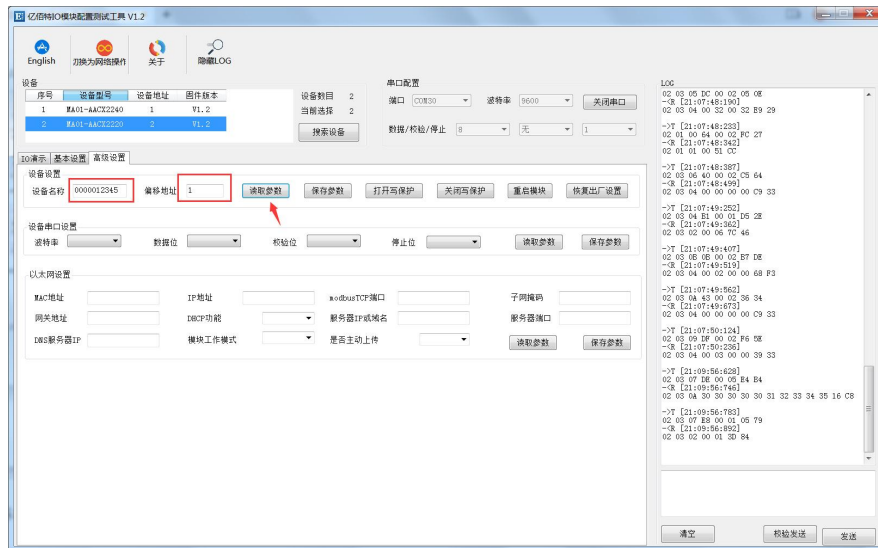 亿佰特IO模块配置测试工具 V1.2
English 切换为网络操作 关于 隐藏LOG
设备
序号 设备型号 设备地址 固件版本
1 MA01-AACX2240 1 V1.2
2 MA01-AACX2220 2 V1.2
设备数目 2
当前选择 2
搜索设备
串口配置
端口 COM30 波特率 9600 关闭串口
数据/校验/停止 8 无 1
IO演示 基本设置 高级设置
设备设置
设备名称 0000012345 偏移地址 1 读取参数 保存参数 打开写保护 关闭写保护 重启模块 恢复出厂设置
设备串口设置
波特率 数据位 校验位 停止位 读取参数 保存参数
以太网设置
MAC地址 IP地址 modbusTCP端口 子网掩码
网关地址 DHCP功能 服务器IP或域名 服务器端口
DNS服务器IP 模块工作模式 是否主动上传 读取参数 保存参数
LOG
02 03 05 DC 00 02 05 0E
-<R [21:07:48:190]
02 03 04 00 32 00 32 E9 29
->T [21:07:48:233]
02 01 00 64 00 02 FC 27
-<R [21:07:48:342]
02 01 01 00 51 CC
->T [21:07:48:387]
02 03 06 40 00 02 C5 64
-<R [21:07:48:499]
02 03 04 00 00 00 00 C9 33
->T [21:07:49:252]
02 03 04 B1 00 01 D5 2E
-<R [21:07:49:362]
02 03 02 00 06 7C 46
->T [21:07:49:407]
02 03 0B 0B 00 02 B7 DE
-<R [21:07:49:519]
02 03 04 00 02 00 00 68 F3
->T [21:07:49:562]
02 03 0A 43 00 02 36 34
-<R [21:07:49:673]
02 03 04 00 00 00 00 C9 33
->T [21:07:50:124]
02 03 09 DF 00 02 F6 5E
-<R [21:07:50:236]
02 03 04 00 03 00 00 39 33
->T [21:09:56:628]
02 03 07 DE 00 05 E4 B4
-<R [21:09:56:746]
02 03 0A 30 30 30 30 30 31 32 33 34 35 16 C8
->T [21:09:56:783]
02 03 07 E8 00 01 05 79
-<R [21:09:56:892]
02 03 02 00 01 3D 84
清空 校验发送 发送